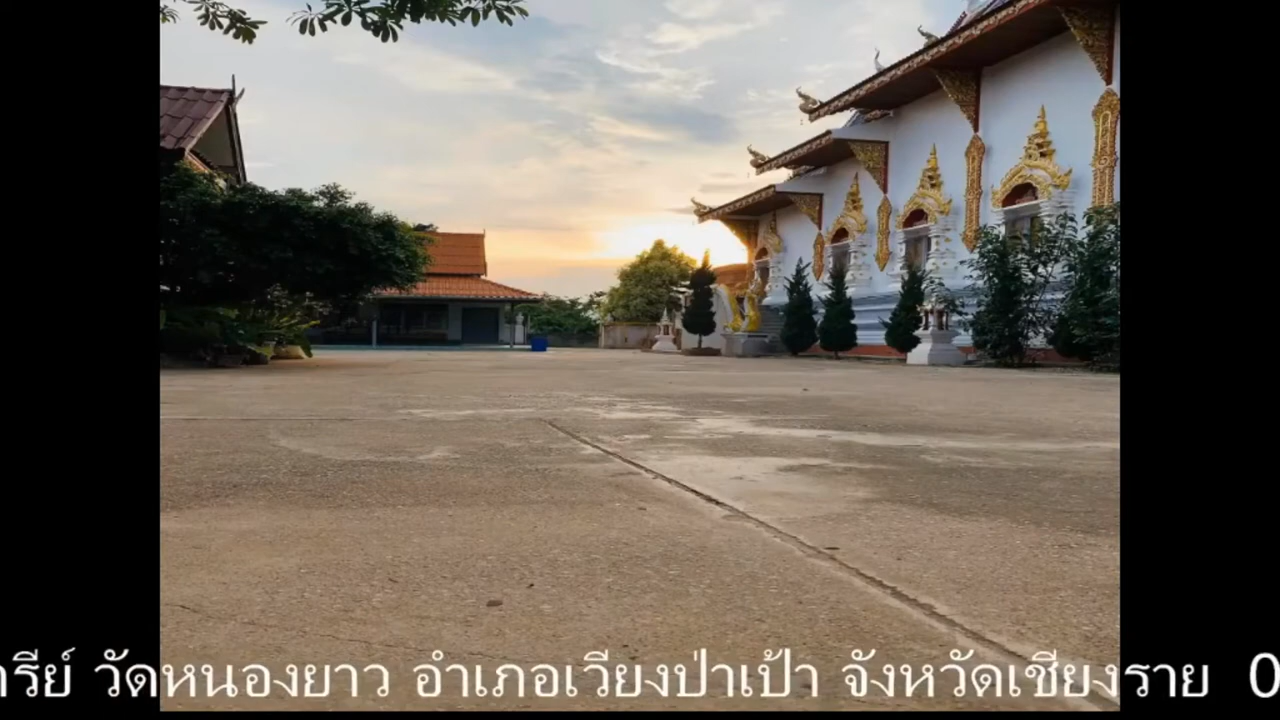 วัดหนองยาว อำเภอเวียงป่าเป้า จังหวัดเชียงราย 0